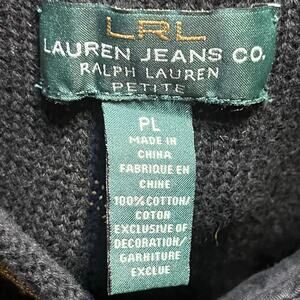 LRL
LAUREN JEANS CO.
RALPH LAUREN
PETITE
PL
MADE IN
CHINA
FABRIQUE EN
CHINE
100% COTTON/
COTON
EXCLUSIVE OF
DECORATION/
GARNITURE
EXCLUE